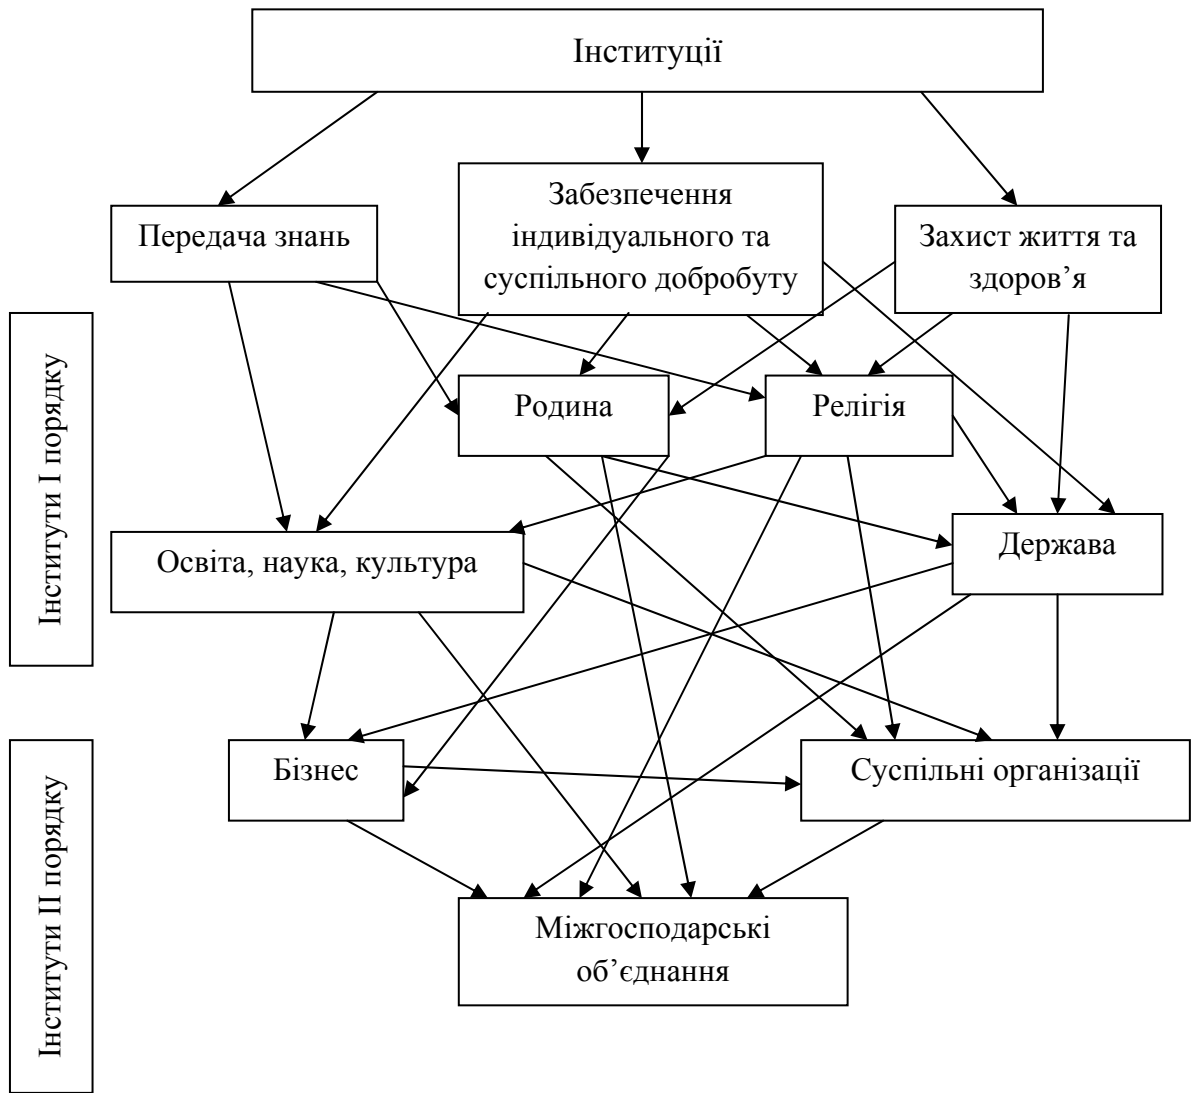 Інституції
Забезпечення
індивідуального та
суспільного добробуту
Передача знань
Захист життя та
здоров’я
Інститути І порядку
Родина
Релігія
Освіта, наука, культура
Держава
Інститути ІІ порядку
Бізнес
Суспільні організації
Міжгосподарські
об’єднання